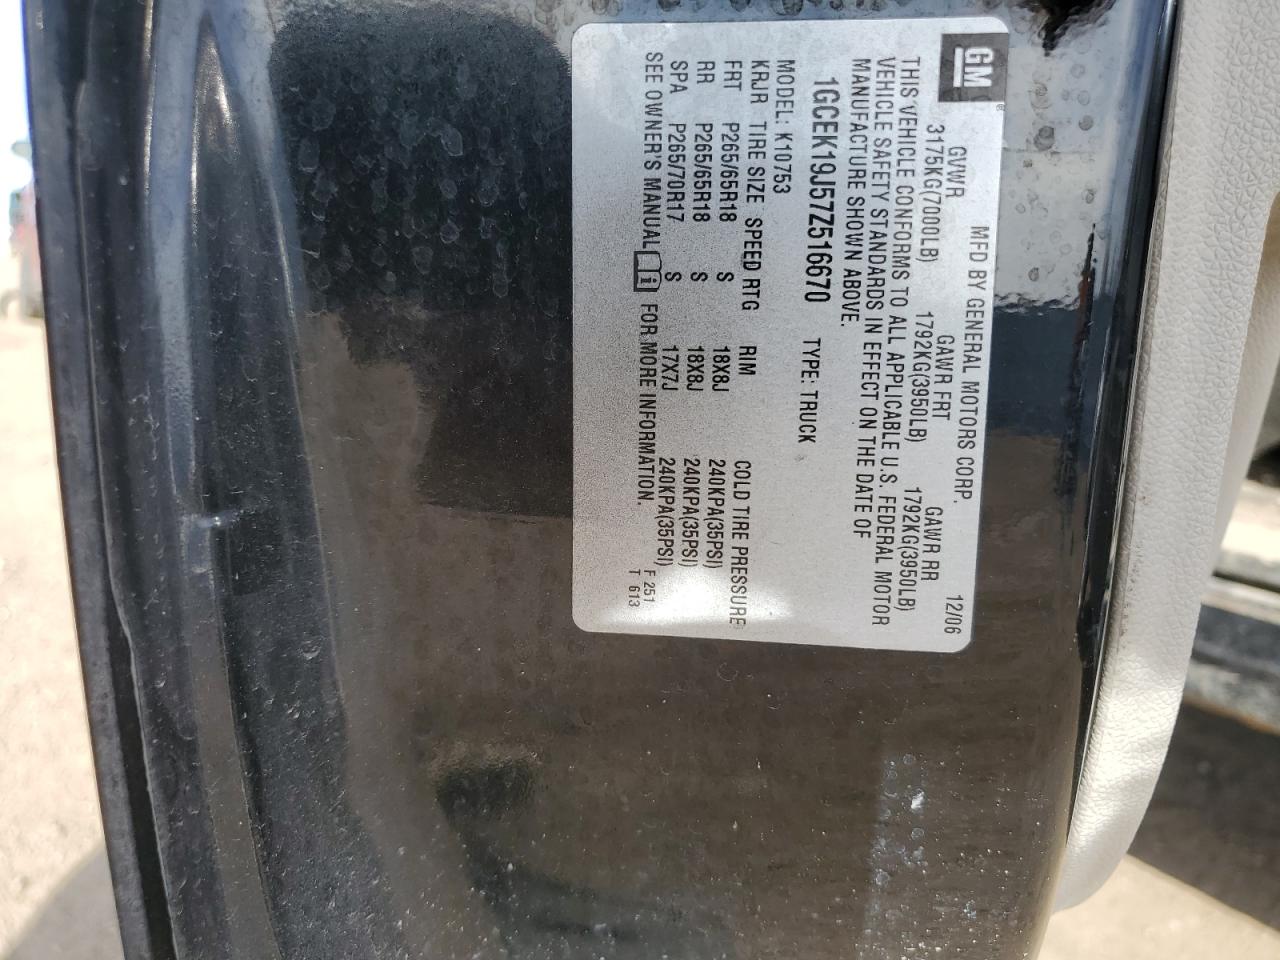 GM
®
MFD BY GENERAL MOTORS CORP. 12/06
GVWR GAWR FRT GAWR RR
3175KG(7000LB) 1792KG(3950LB) 1792KG(3950LB)
THIS VEHICLE CONFORMS TO ALL APPLICABLE U.S. FEDERAL MOTOR
VEHICLE SAFETY STANDARDS IN EFFECT ON THE DATE OF
MANUFACTURE SHOWN ABOVE.
1GCEK19J57Z516670 TYPE: TRUCK
MODEL: K10753
KRJR TIRE SIZE SPEED RTG RIM COLD TIRE PRESSURE
FRT P265/65R18 S 18X8J 240KPA(35PSI)
RR P265/65R18 S 18X8J 240KPA(35PSI)
SPA P265/70R17 S 17X7J 240KPA(35PSI)
SEE OWNER'S MANUAL i FOR MORE INFORMATION.
F 251
T 613